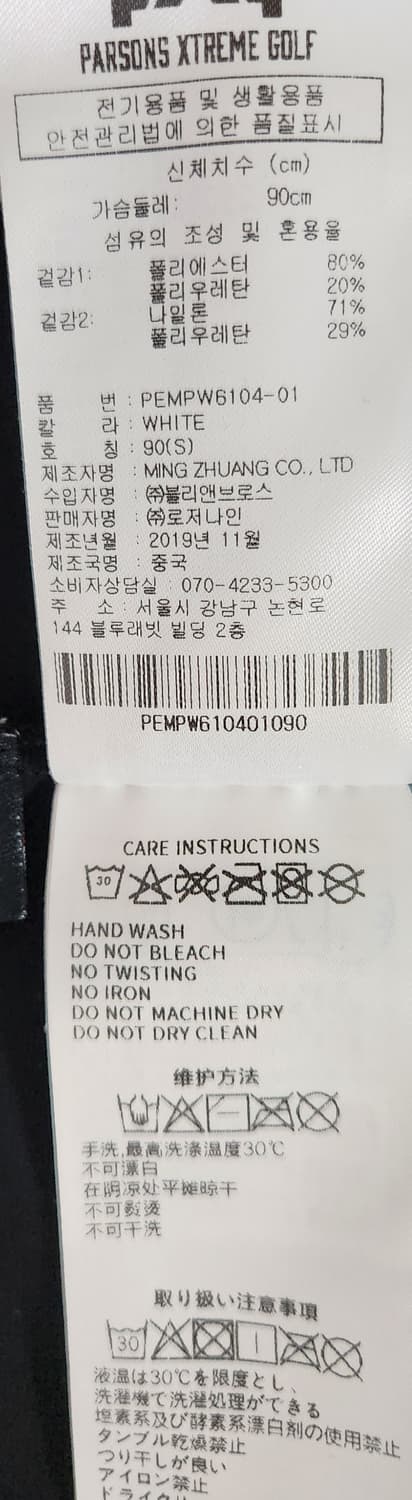 PARSONS XTREME GOLF
전기용품 및 생활용품
안전관리법에 의한 품질표시
신체치수 (cm)
가슴둘레: 90cm
섬유의 조성 및 혼용율
겉감1: 폴리에스터 80%
폴리우레탄 20%
겉감2: 나일론 71%
폴리우레탄 29%
품 번 : PEMPW6104-01
칼 라 : WHITE
호 칭 : 90(S)
제조자명 : MING ZHUANG CO., LTD
수입자명 : ㈜볼리앤브로스
판매자명 : ㈜로저나인
제조년월 : 2019년 11월
제조국명 : 중국
소비자상담실 : 070-4233-5300
주 소 : 서울시 강남구 논현로
144 블루래빗 빌딩 2층
PEMPW610401090
CARE INSTRUCTIONS
30
HAND WASH
DO NOT BLEACH
NO TWISTING
NO IRON
DO NOT MACHINE DRY
DO NOT DRY CLEAN
维护方法
手洗,最高洗涤温度30℃
不可漂白
在阴凉处平摊晾干
不可熨烫
不可干洗
取り扱い注意事項
30
液温は30℃を限度とし、
洗濯機で洗濯処理ができる
塩素系及び酵素系漂白剤の使用禁止
タンブル乾燥禁止
つり干しが良い
アイロン禁止